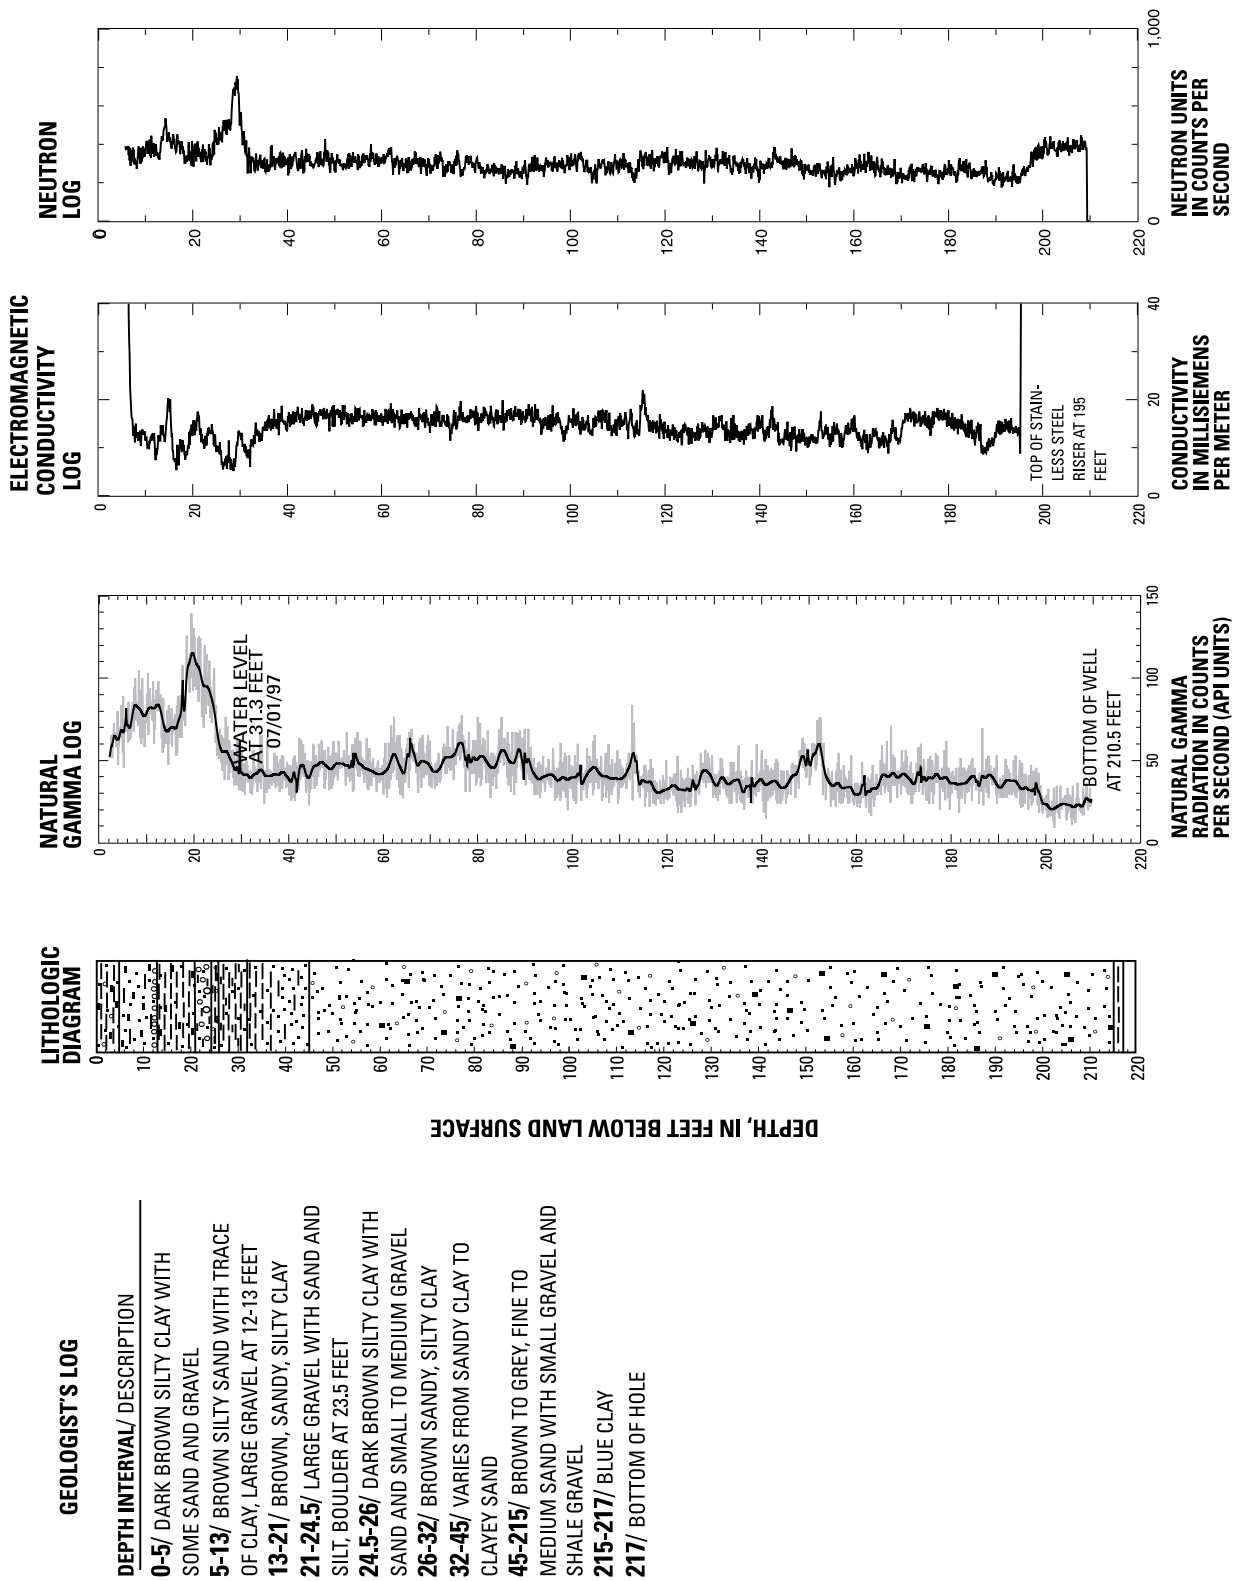 GEOLOGIST'S LOG
DEPTH INTERVAL/ DESCRIPTION
0-5/ DARK BROWN SILTY CLAY WITH
SOME SAND AND GRAVEL
5-13/ BROWN SILTY SAND WITH TRACE
OF CLAY, LARGE GRAVEL AT 12-13 FEET
13-21/ BROWN, SANDY, SILTY CLAY
21-24.5/ LARGE GRAVEL WITH SAND AND
SILT, BOULDER AT 23.5 FEET
24.5-26/ DARK BROWN SILTY CLAY WITH
SAND AND SMALL TO MEDIUM GRAVEL
26-32/ BROWN SANDY, SILTY CLAY
32-45/ VARIES FROM SANDY CLAY TO
CLAYEY SAND
45-215/ BROWN TO GREY, FINE TO
MEDIUM SAND WITH SMALL GRAVEL AND
SHALE GRAVEL
215-217/ BLUE CLAY
217/ BOTTOM OF HOLE
DEPTH, IN FEET BELOW LAND SURFACE
LITHOLOGIC
DIAGRAM
0
10
20
30
40
50
60
70
80
90
100
110
120
130
140
150
160
170
180
190
200
210
220
NATURAL
GAMMA LOG
0
20
40
60
80
100
120
140
160
180
200
220
WATER LEVEL
AT 31.3 FEET
07/01/97
BOTTOM OF WELL
AT 210.5 FEET
0 50 100 150
NATURAL GAMMA
RADIATION IN COUNTS
PER SECOND (API UNITS)
ELECTROMAGNETIC
CONDUCTIVITY
LOG
0
20
40
60
80
100
120
140
160
180
200
220
TOP OF STAIN-
LESS STEEL
RISER AT 195
FEET
0 20 40
CONDUCTIVITY
IN MILLISIEMENS
PER METER
NEUTRON
LOG
0
20
40
60
80
100
120
140
160
180
200
220
0 1,000
NEUTRON UNITS
IN COUNTS PER
SECOND